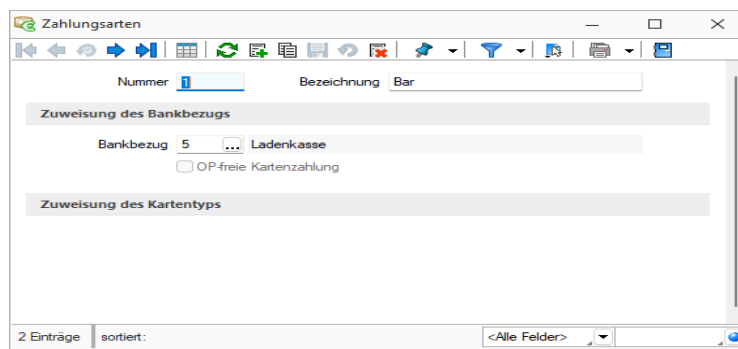 Zahlungsarten
Nummer 1 Bezeichnung Bar
Zuweisung des Bankbezugs
Bankbezug 5 ... Ladenkasse
OP-freie Kartenzahlung
Zuweisung des Kartentyps
2 Einträge sortiert: <Alle Felder>